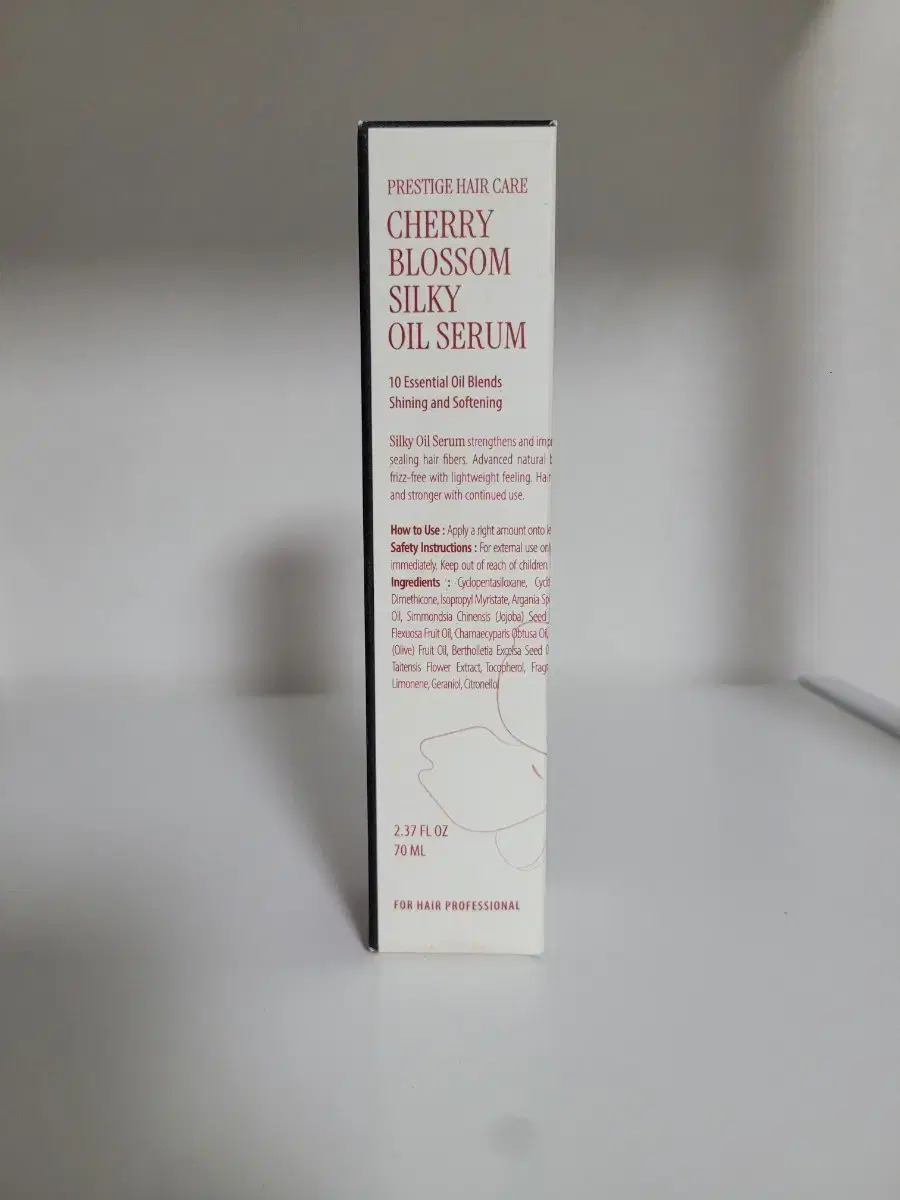 PRESTIGE HAIR CARE
CHERRY
BLOSSOM
SILKY
OIL SERUM
10 Essential Oil Blends
Shining and Softening
Silky Oil Serum strengthens and
sealing hair fibers. Advanced natural
frizz-free with lightweight feeling.
and stronger with continued use.
How to Use : Apply a right amount onto
Safety Instructions : For external use
immediately. Keep out of reach of children
Ingredients : Cyclopentasiloxane,
Dimethicone, Isopropyl Myristate, Argania
Oil, Simmondsia Chinensis (Jojoba) Seed
Flexuosa Fruit Oil, Chamaecyparis Obtusa Oil,
(Olive) Fruit Oil, Bertholletia Excelsa Seed
Taitensis Flower Extract, Tocopherol,
Limonene, Geraniol, Citronellol
2.37 FL OZ
70 ML
FOR HAIR PROFESSIONAL